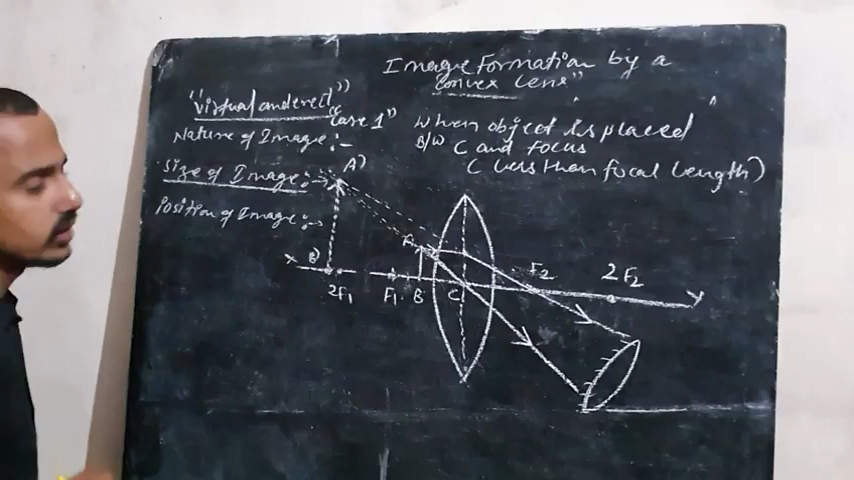 Image Formation by a
convex lens"
"Virtual and erect"
"Case 1" When object is placed
B/W C and focus
(less than focal length)
Nature of Image:-
Size of Image:-
Position of Image:-
A'
A
B'
X
2F1
F1
B
C
F2
2F2
Y